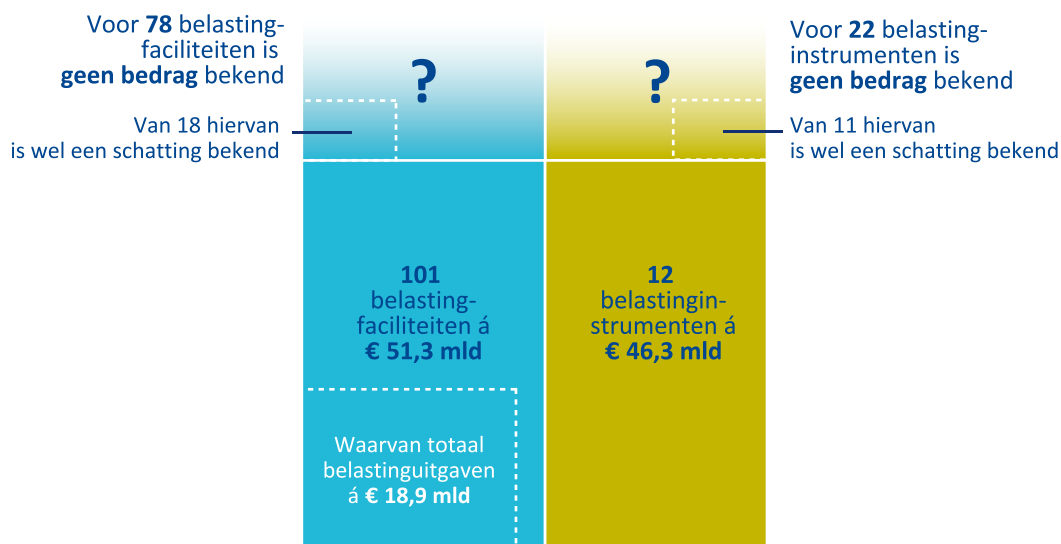 Voor 78 belasting-
faciliteiten is
geen bedrag bekend
Van 18 hiervan
is wel een schatting bekend
?
?
Voor 22 belasting-
instrumenten is
geen bedrag bekend
Van 11 hiervan
is wel een schatting bekend
101
belasting-
faciliteiten á
€ 51,3 mld
12
belastingin-
strumenten á
€ 46,3 mld
Waarvan totaal
belastinguitgaven
á € 18,9 mld